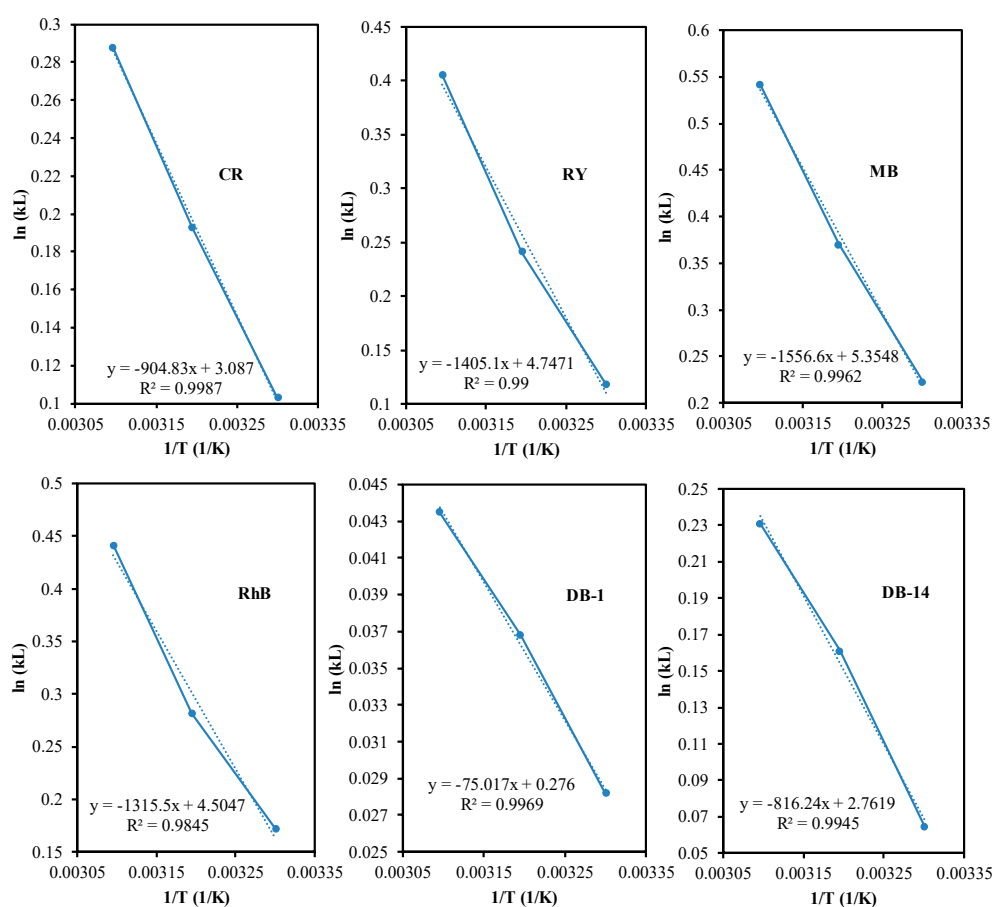 0.3
0.28
0.26
0.24
0.22
0.2
0.18
0.16
0.14
0.12
0.1
ln (kL)
CR
y = -904.83x + 3.087
R² = 0.9987
0.00305 0.00315 0.00325 0.00335
1/T (1/K)
0.45
0.4
0.35
0.3
0.25
0.2
0.15
0.1
ln (kL)
RY
y = -1405.1x + 4.7471
R² = 0.99
0.00305 0.00315 0.00325 0.00335
1/T (1/K)
0.6
0.55
0.5
0.45
0.4
0.35
0.3
0.25
0.2
ln (kL)
MB
y = -1556.6x + 5.3548
R² = 0.9962
0.00305 0.00315 0.00325 0.00335
1/T (1/K)
0.5
0.45
0.4
0.35
0.3
0.25
0.2
0.15
ln (kL)
RhB
y = -1315.5x + 4.5047
R² = 0.9845
0.00305 0.00315 0.00325 0.00335
1/T (1/K)
0.045
0.043
0.041
0.039
0.037
0.035
0.033
0.031
0.029
0.027
0.025
ln (kL)
DB-1
y = -75.017x + 0.276
R² = 0.9969
0.00305 0.00315 0.00325 0.00335
1/T (1/K)
0.25
0.23
0.21
0.19
0.17
0.15
0.13
0.11
0.09
0.07
0.05
ln (kL)
DB-14
y = -816.24x + 2.7619
R² = 0.9945
0.00305 0.00315 0.00325 0.00335
1/T (1/K)